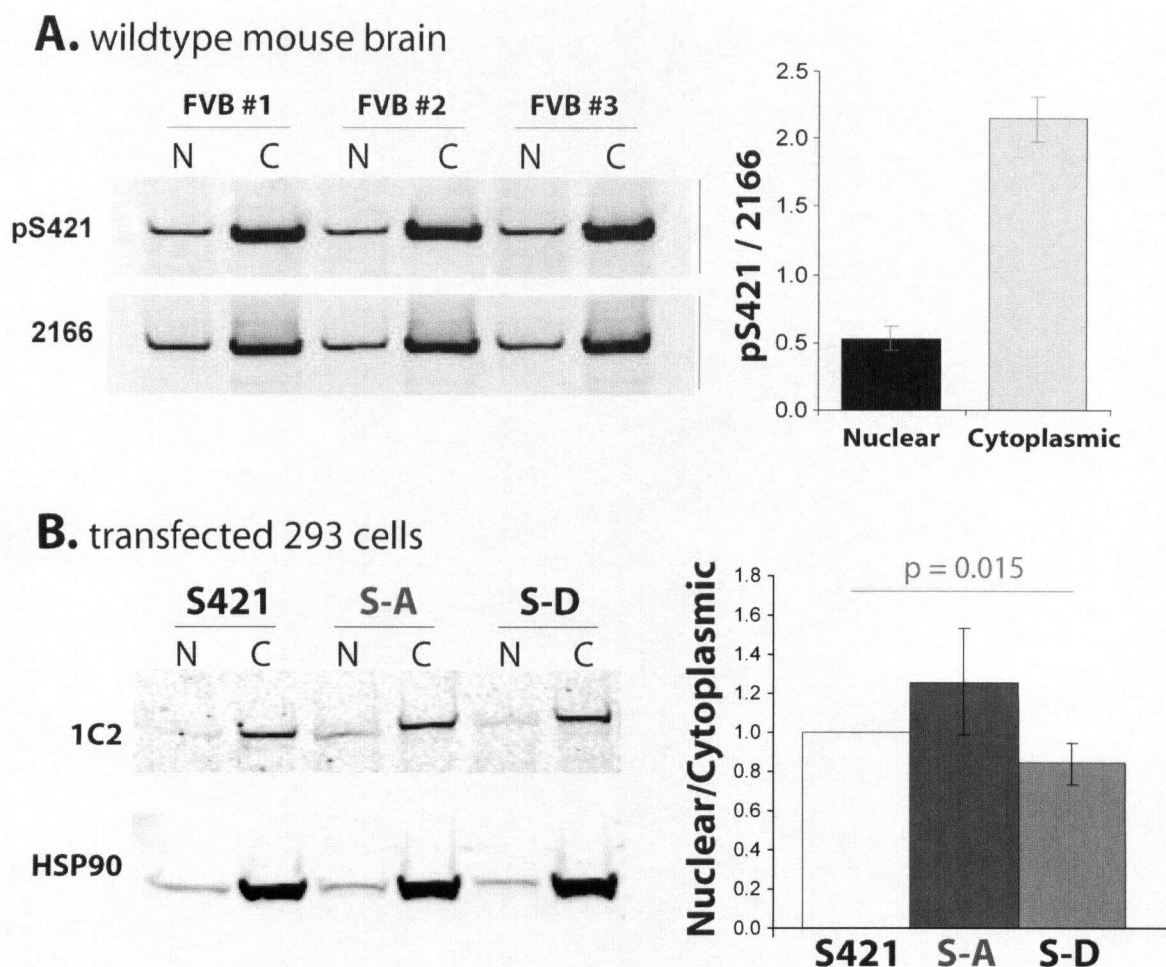 A. wildtype mouse brain
FVB #1 FVB #2 FVB #3
N C N C N C
pS421
2166
pS421 / 2166
2.5
2.0
1.5
1.0
0.5
0.0
Nuclear Cytoplasmic
B. transfected 293 cells
S421 S-A S-D
N C N C N C
1C2
HSP90
Nuclear/Cytoplasmic
p = 0.015
1.8
1.6
1.4
1.2
1.0
0.8
0.6
0.4
0.2
0.0
S421 S-A S-D